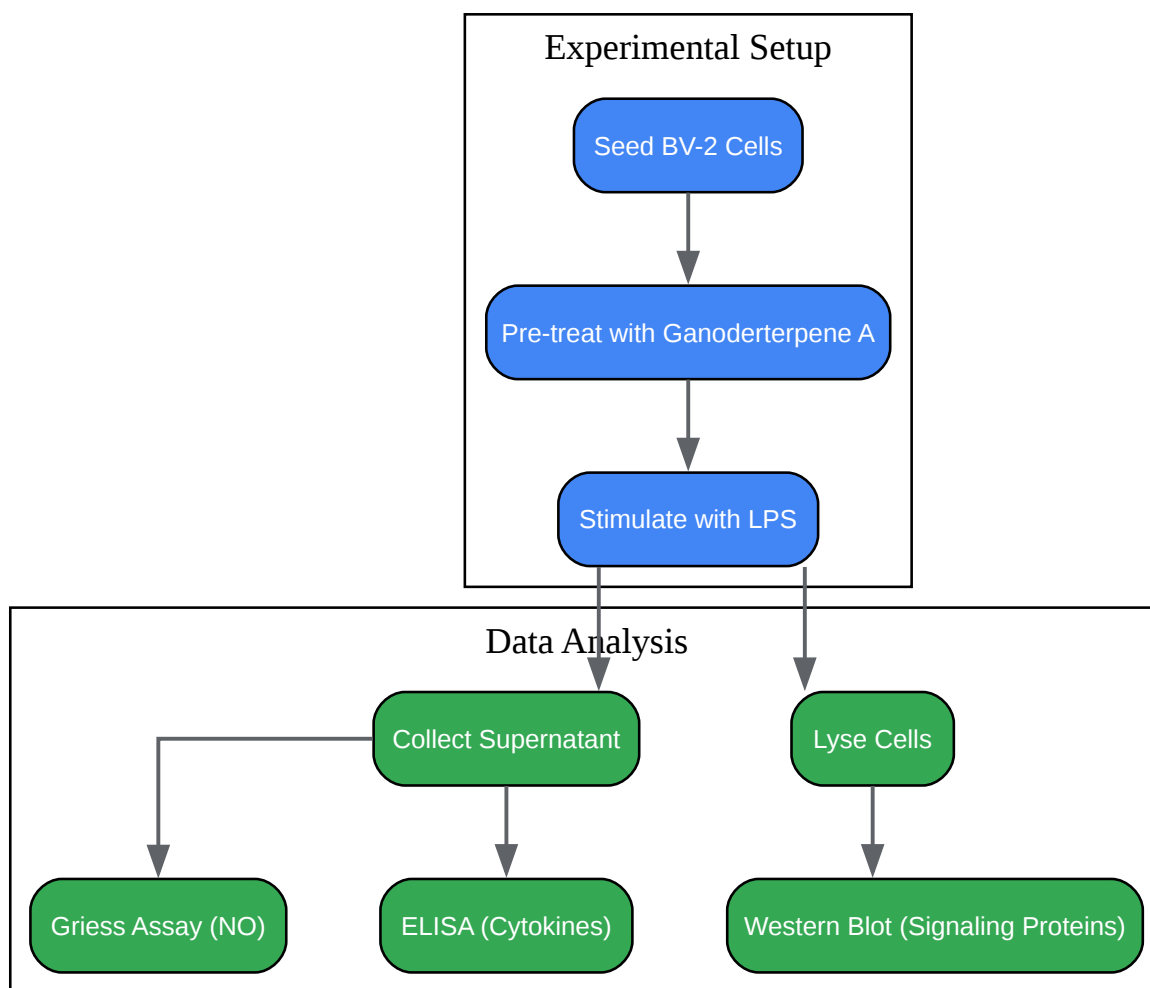 Experimental Setup
Seed BV-2 Cells
Pre-treat with Ganoderterpene A
Stimulate with LPS
Data Analysis
Collect Supernatant
Lyse Cells
Griess Assay (NO)
ELISA (Cytokines)
Western Blot (Signaling Proteins)